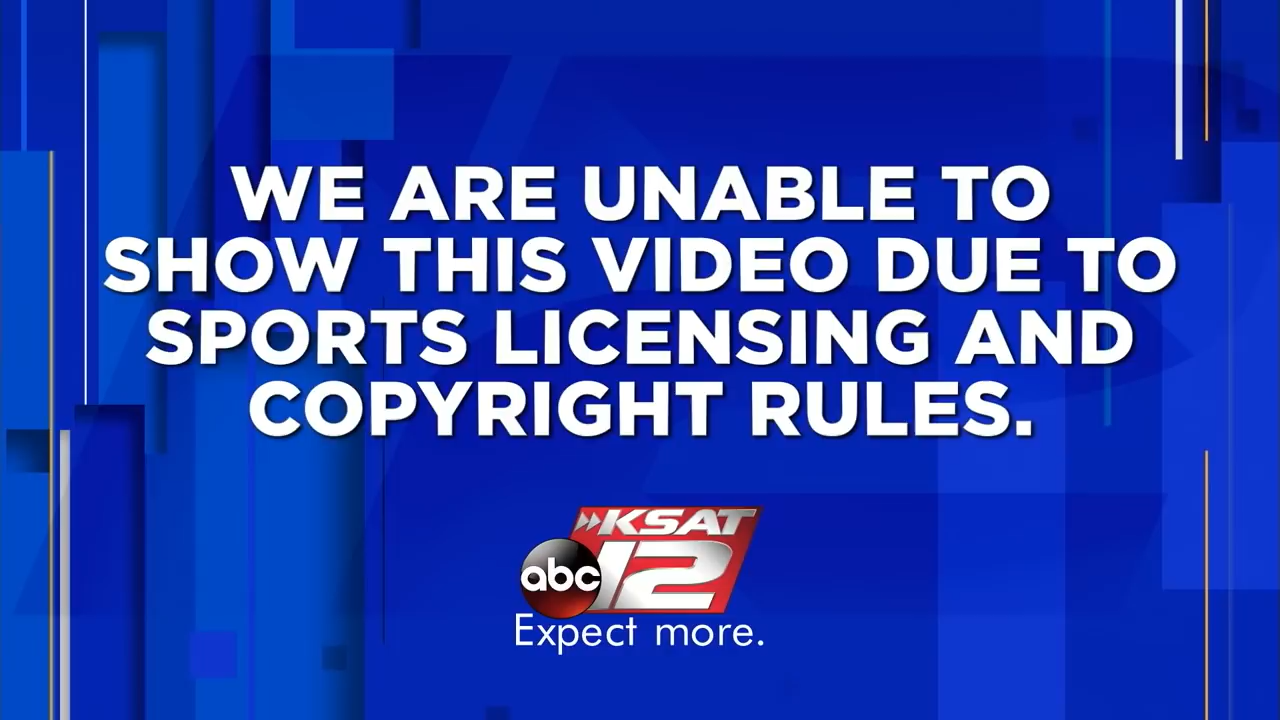 WE ARE UNABLE TO
SHOW THIS VIDEO DUE TO
SPORTS LICENSING AND
COPYRIGHT RULES.
KSAT
abc 12
Expect more.